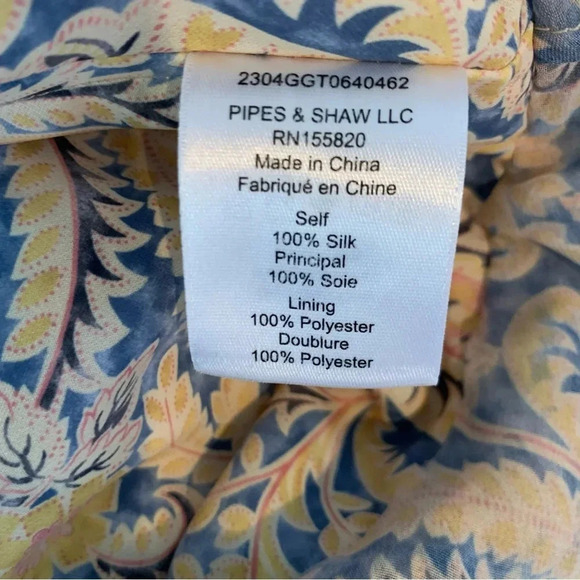 2304GGT0640462
PIPES & SHAW LLC
RN155820
Made in China
Fabriqué en Chine
Self
100% Silk
Principal
100% Soie
Lining
100% Polyester
Doublure
100% Polyester